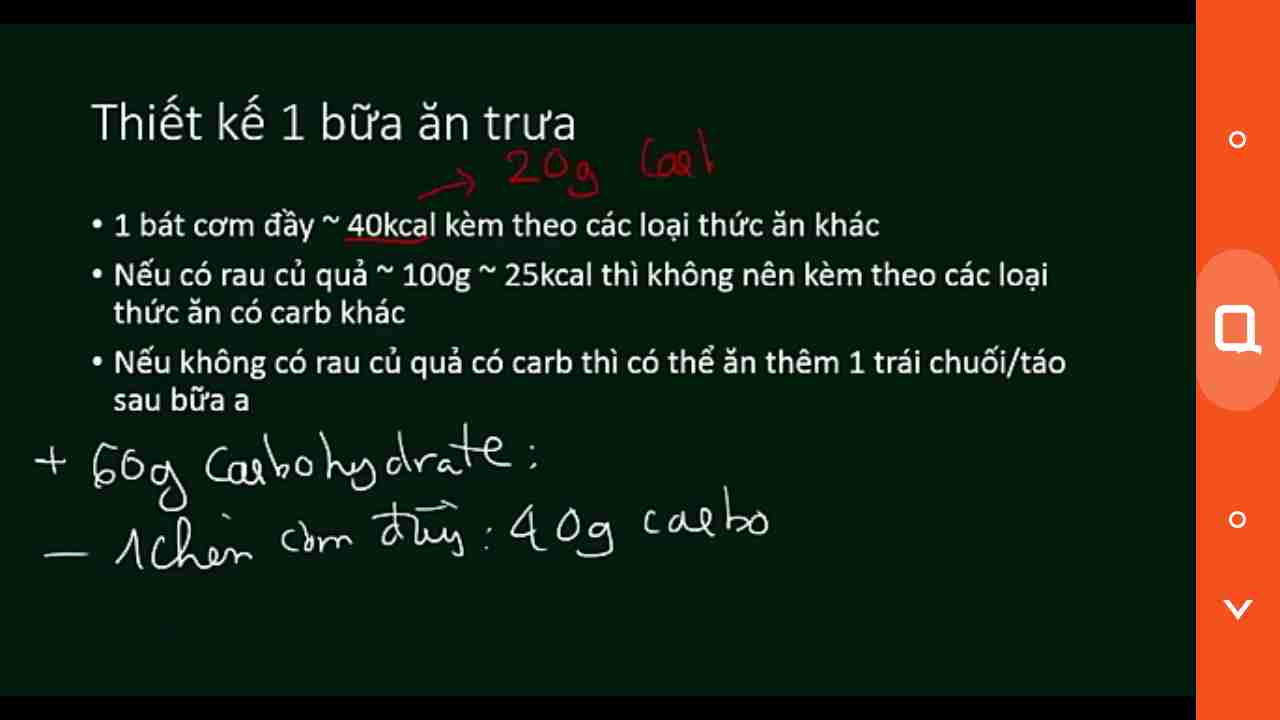 Thiết kế 1 bữa ăn trưa
→ 20g Car
• 1 bát cơm đầy ~ 40kcal kèm theo các loại thức ăn khác
• Nếu có rau củ quả ~ 100g ~ 25kcal thì không nên kèm theo các loại
thức ăn có carb khác
• Nếu không có rau củ quả có carb thì có thể ăn thêm 1 trái chuối/táo
sau bữa a
+ 60g Carbohydrate :
- 1 chén cơm đầy : 40g carbo